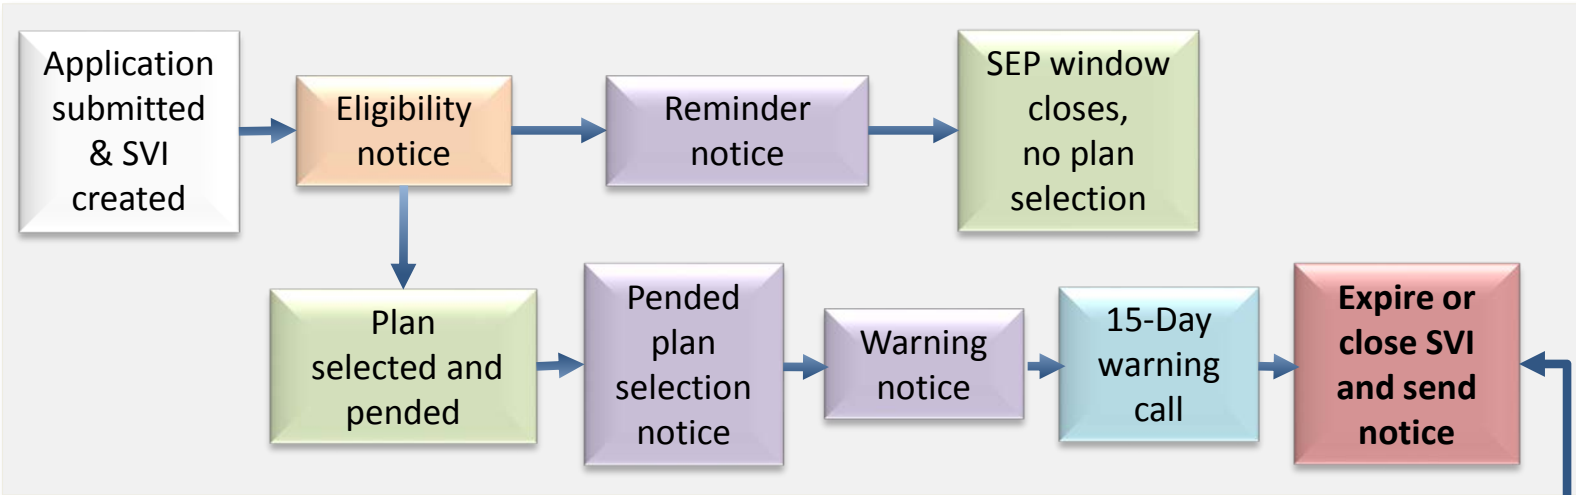 Application
submitted
& SVI
created
Eligibility
notice
Reminder
notice
SEP window
closes,
no plan
selection
Plan
selected and
pended
Pended
plan
selection
notice
Warning
notice
15-Day
warning
call
Expire or
close SVI
and send
notice